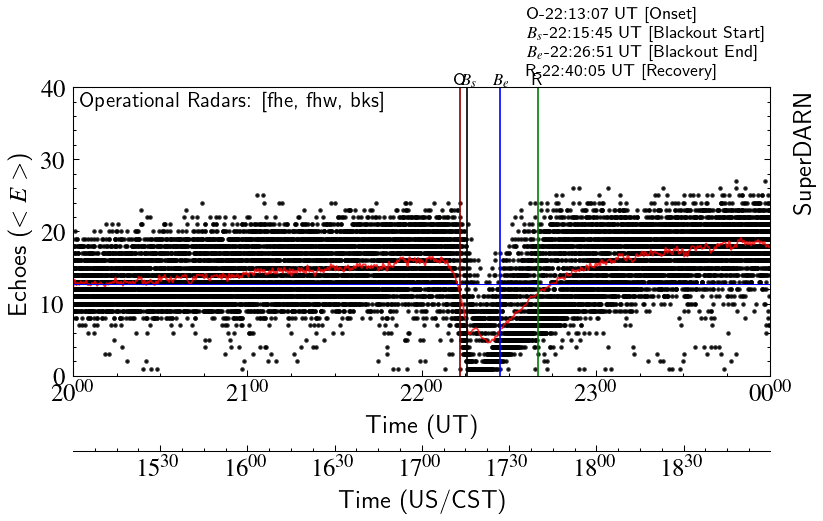 O-22:13:07 UT [Onset]
Bs-22:15:45 UT [Blackout Start]
Be-22:26:51 UT [Blackout End]
R-22:40:05 UT [Recovery]
O Bs Be R
Operational Radars: [fhe, fhw, bks]
SuperDARN
Echoes (< E >)
40
30
20
10
0
20^00 21^00 22^00 23^00 00^00
Time (UT)
15^30 16^00 16^30 17^00 17^30 18^00 18^30
Time (US/CST)